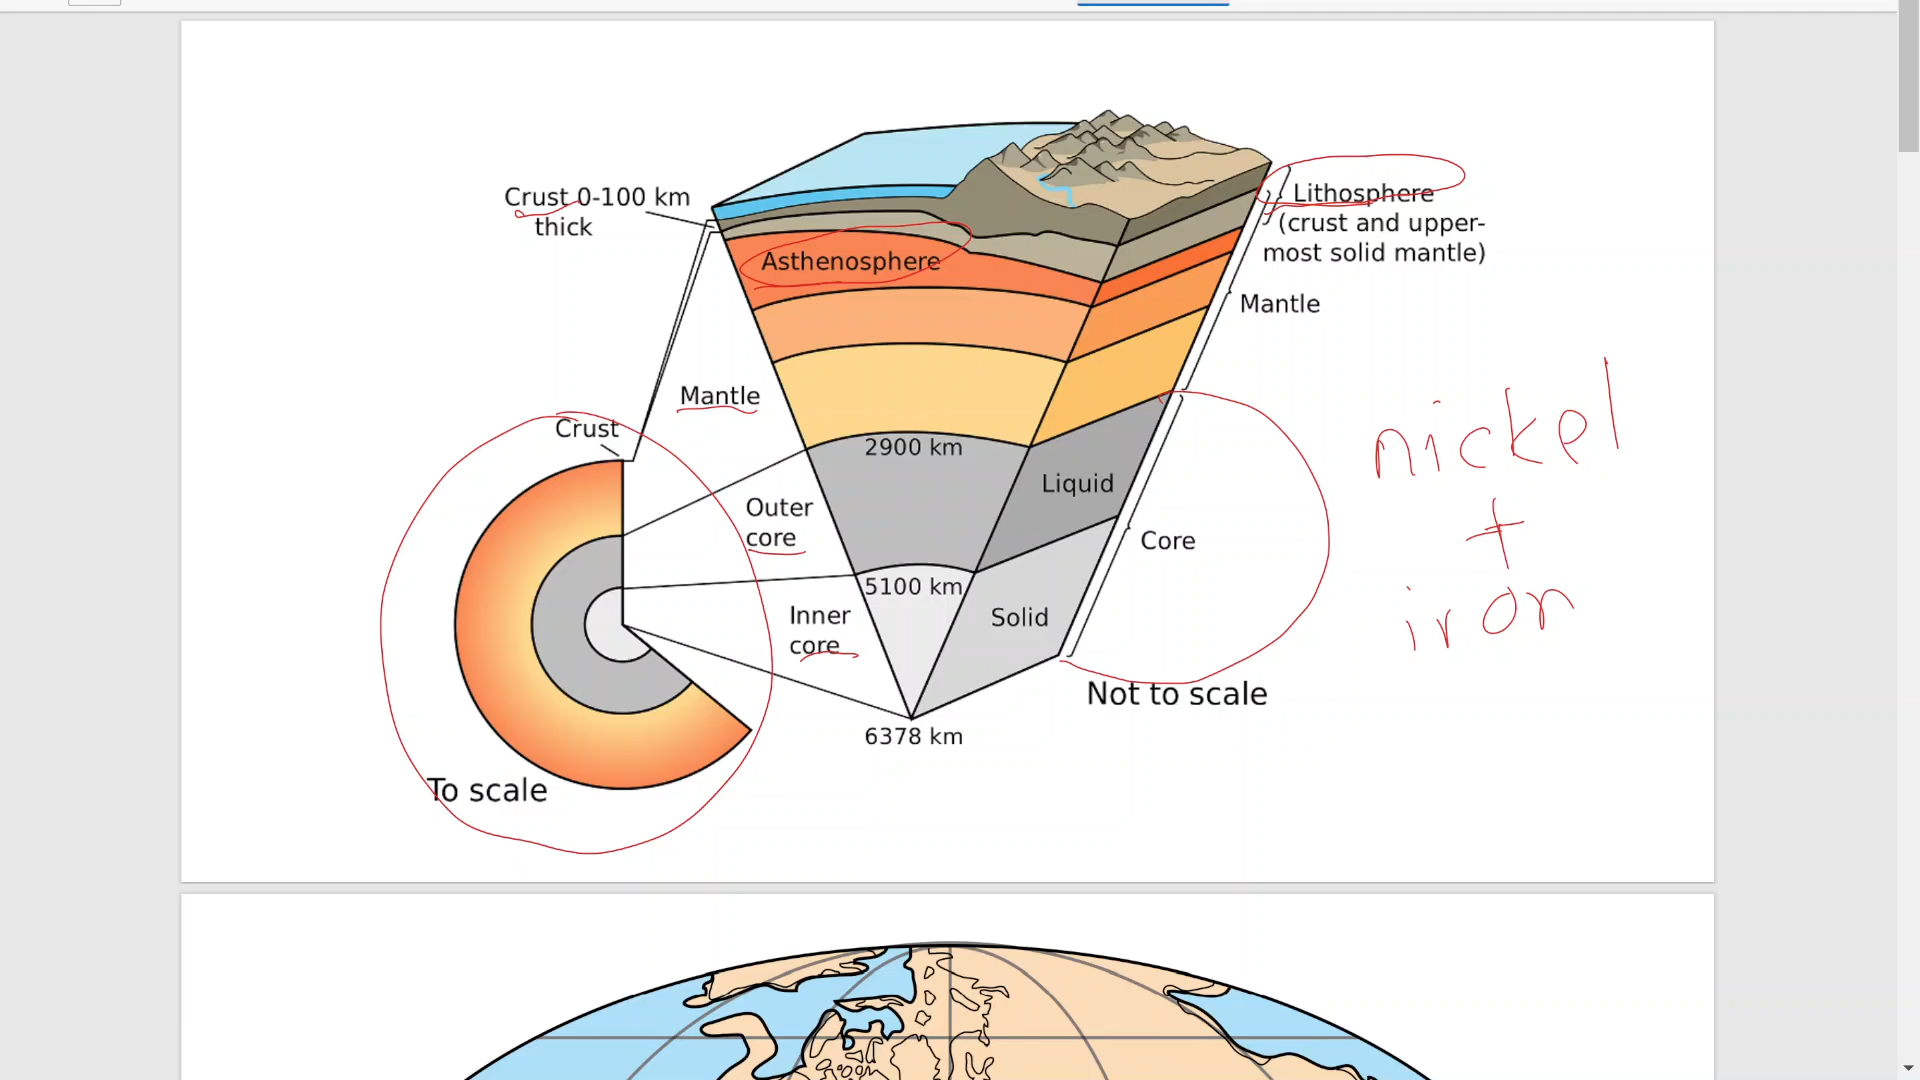 Crust 0-100 km
thick
Lithosphere
(crust and upper-
most solid mantle)
Asthenosphere
Mantle
Mantle
Crust
2900 km
Liquid
Outer
core
Core
5100 km
Inner
core
Solid
Not to scale
6378 km
To scale
nickel
+
iron